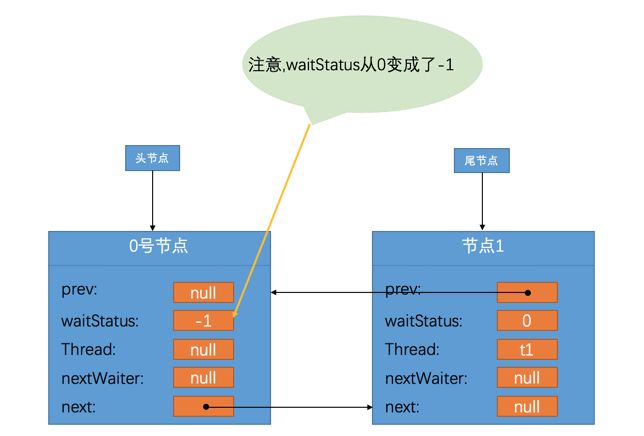 注意,waitStatus从0变成了-1
头节点
尾节点
0号节点
prev: null
waitStatus: -1
Thread: null
nextWaiter: null
next:
节点1
prev:
waitStatus: 0
Thread: t1
nextWaiter: null
next: null